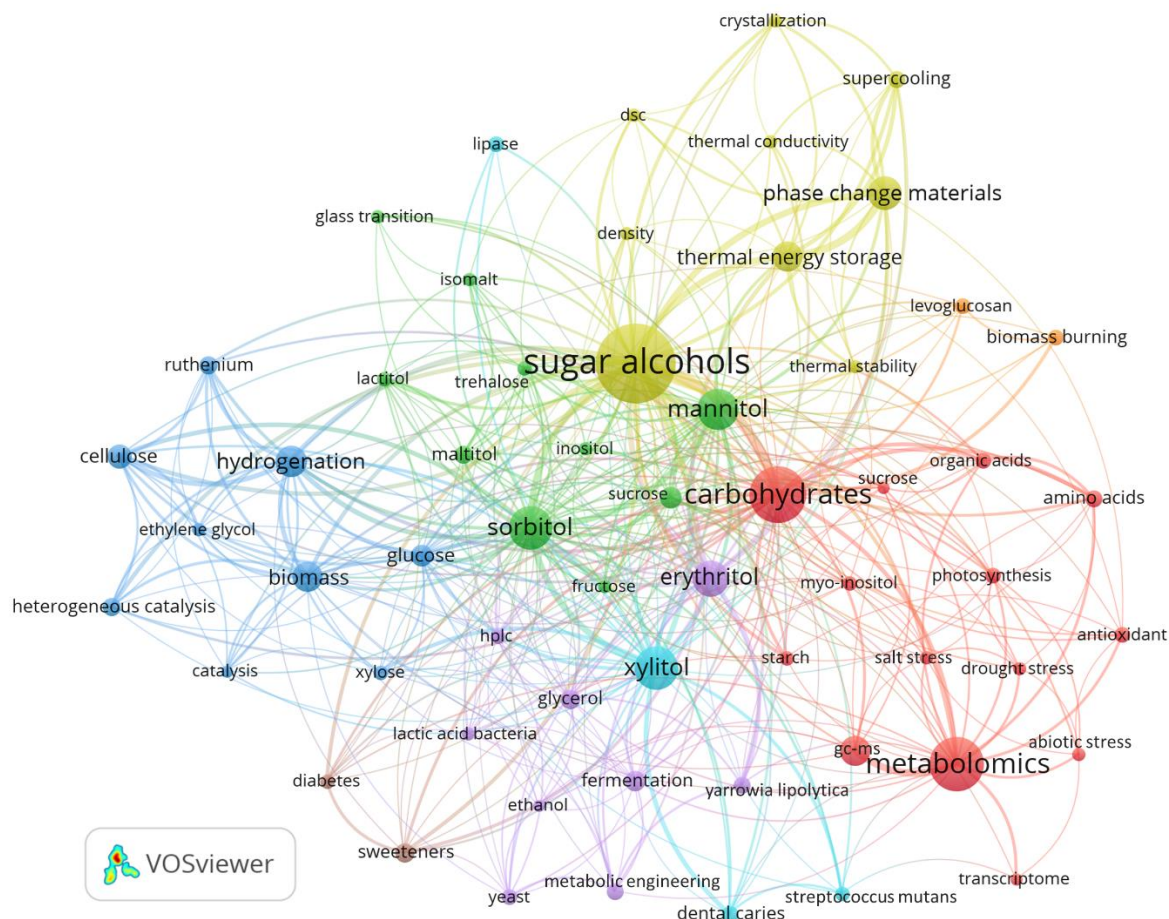 crystallization
supercooling
dsc
thermal conductivity
lipase
phase change materials
glass transition
density
thermal energy storage
isomalt
levoglucosan
biomass burning
sugar alcohols
ruthenium
thermal stability
lactitol
trehalose
mannitol
inositol
maltitol
cellulose
hydrogenation
organic acids
sucrose
sucrose
carbohydrates
amino acids
ethylene glycol
sorbitol
glucose
biomass
erythritol
photosynthesis
myo-inositol
fructose
heterogeneous catalysis
hplc
antioxidant
starch
salt stress
drought stress
catalysis
xylose
xylitol
glycerol
lactic acid bacteria
gc-ms
abiotic stress
metabolomics
diabetes
fermentation
yarrowia lipolytica
ethanol
sweeteners
VOSviewer
transcriptome
metabolic engineering
yeast
streptococcus mutans
dental caries